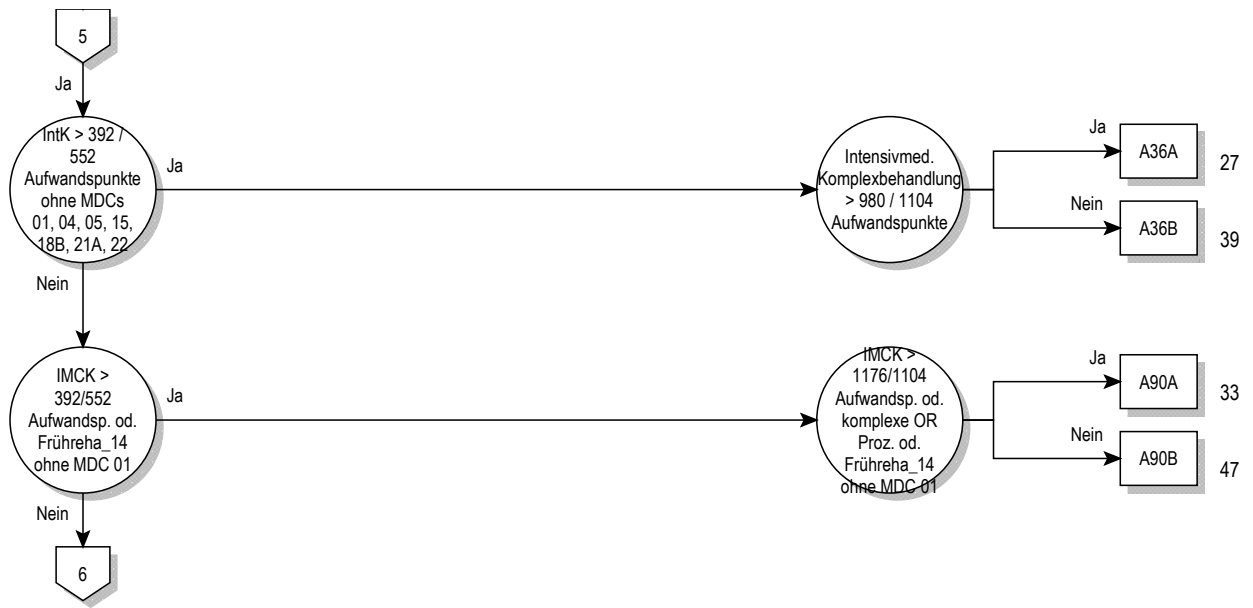 5
Ja
IntK > 392 /
552
Aufwandspunkte
ohne MDCs
01, 04, 05, 15,
18B, 21A, 22
Ja
Intensivmed.
Komplexbehandlung
> 980 / 1104
Aufwandspunkte
Ja
A36A
27
Nein
A36B
39
Nein
IMCK >
392/552
Aufwandsp. od.
Frühreha_14
ohne MDC 01
Ja
IMCK >
1176/1104
Aufwandsp. od.
komplexe OR
Proz. od.
Frühreha_14
ohne MDC 01
Ja
A90A
33
Nein
A90B
47
Nein
6